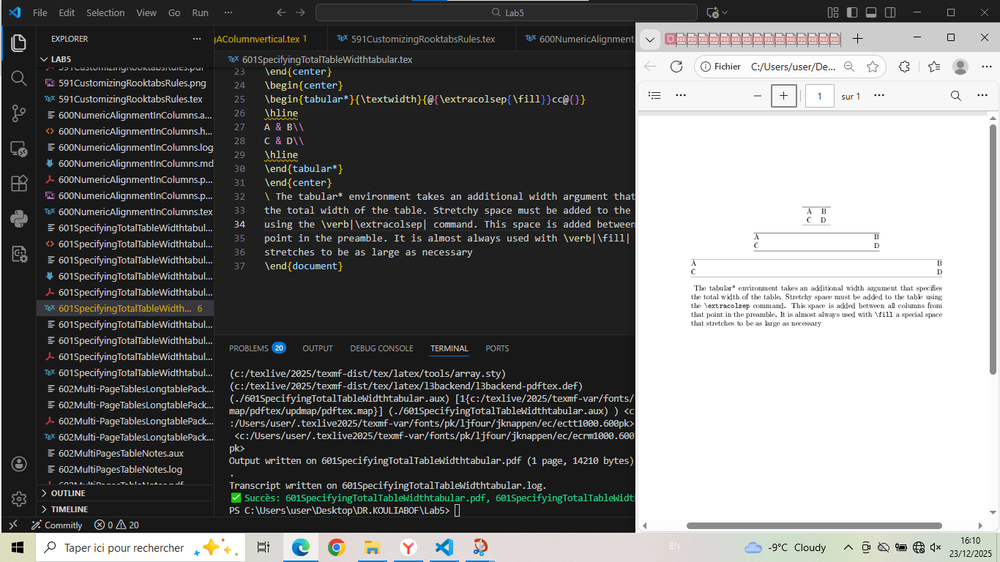 File Edit Selection View Go Run ··· Lab5
EXPLORER ···
gAColumnvertical.tex 1 591CustomizingRooktabsRules.tex 600NumericAlignment
LAB5
601SpecifyingTotalTableWidthtabular.tex
591CustomizingRooktabsRules.pdf
591CustomizingRooktabsRules.png
591CustomizingRooktabsRules.tex
600NumericAlignmentInColumns.a...
600NumericAlignmentInColumns.h...
600NumericAlignmentInColumns.log
600NumericAlignmentInColumns.md
600NumericAlignmentInColumns.p...
600NumericAlignmentInColumns.p...
600NumericAlignmentInColumns.tex
601SpecifyingTotalTableWidthtabul...
601SpecifyingTotalTableWidthtabul...
601SpecifyingTotalTableWidthtabul...
601SpecifyingTotalTableWidthtabul...
601SpecifyingTotalTableWidthtabul...
601SpecifyingTotalTableWidth... 6
601SpecifyingTotalTableWidthtabul...
601SpecifyingTotalTableWidthtabul...
601SpecifyingTotalTableWidthtabul...
601SpecifyingTotalTableWidthtabul...
602Multi-PageTablesLongtablePack...
602Multi-PageTablesLongtablePack...
602Multi-PageTablesLongtablePack...
602Multi-PageTablesLongtablePack...
602MultiPagesTableNotes.aux
602MultiPagesTableNotes.log
602MultiPagesTableNotes.pdf
OUTLINE
TIMELINE
23 \end{center}
24 \begin{center}
25 \begin{tabular*}{\textwidth}{@{\extracolsep{\fill}}cc@{}}
26 \hline
27 A & B\\
28 C & D\\
29 \hline
30 \end{tabular*}
31 \end{center}
32 \ The tabular* environment takes an additional width argument that
33 the total width of the table. Stretchy space must be added to the
34 using the \verb|\extracolsep| command. This space is added between
35 point in the preamble. It is almost always used with \verb|\fill|
36 stretches to be as large as necessary
37 \end{document}
PROBLEMS 20 OUTPUT DEBUG CONSOLE TERMINAL PORTS
(c:/texlive/2025/texmf-dist/tex/latex/tools/array.sty)
(c:/texlive/2025/texmf-dist/tex/latex/l3backend/l3backend-pdftex.def)
(./601SpecifyingTotalTableWidthtabular.aux) [1{c:/texlive/2025/texmf-var/fonts/
map/pdftex/updmap/pdftex.map}] (./601SpecifyingTotalTableWidthtabular.aux) ) <c
:/Users/user/.texlive2025/texmf-var/fonts/pk/ljfour/jknappen/ec/ectt1000.600pk>
<c:/Users/user/.texlive2025/texmf-var/fonts/pk/ljfour/jknappen/ec/ecrm1000.600
pk>
Output written on 601SpecifyingTotalTableWidthtabular.pdf (1 page, 14210 bytes)
.
Transcript written on 601SpecifyingTotalTableWidthtabular.log.
✅ Succès: 601SpecifyingTotalTableWidthtabular.pdf, 601SpecifyingTotalTableWidt
PS C:\Users\user\Desktop\DR.KOULIABOF\Lab5>
Commitly 0 20
Fichier C:/Users/user/De...
1 sur 1
A B
C D
A B
C D
A B
C D
The tabular* environment takes an additional width argument that specifies
the total width of the table. Stretchy space must be added to the table using
the \extracolsep command. This space is added between all columns from
that point in the preamble. It is almost always used with \fill a special space
that stretches to be as large as necessary
Taper ici pour rechercher
EN
-9°C Cloudy
16:10
23/12/2025